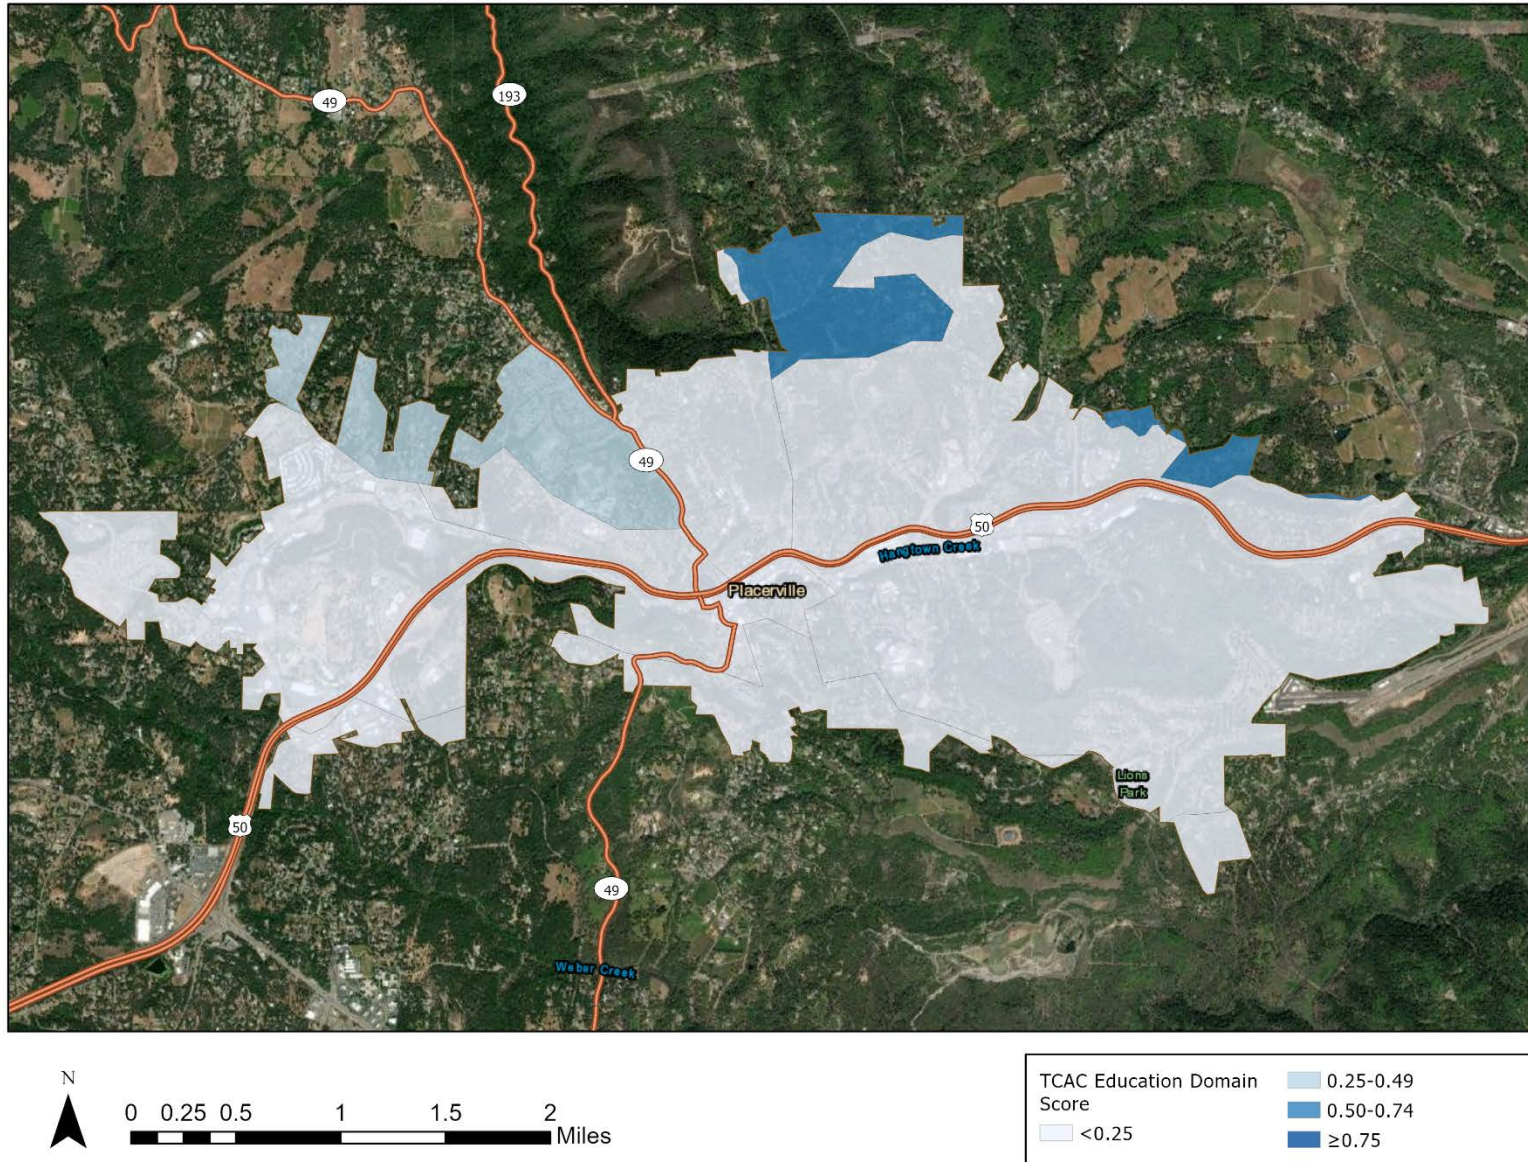 193
49
49
50
Hangtown Creek
Placerville
Lions
Park
50
49
Weber Creek
N
0 0.25 0.5 1 1.5 2
Miles
TCAC Education Domain
Score
<0.25
0.25-0.49
0.50-0.74
≥0.75